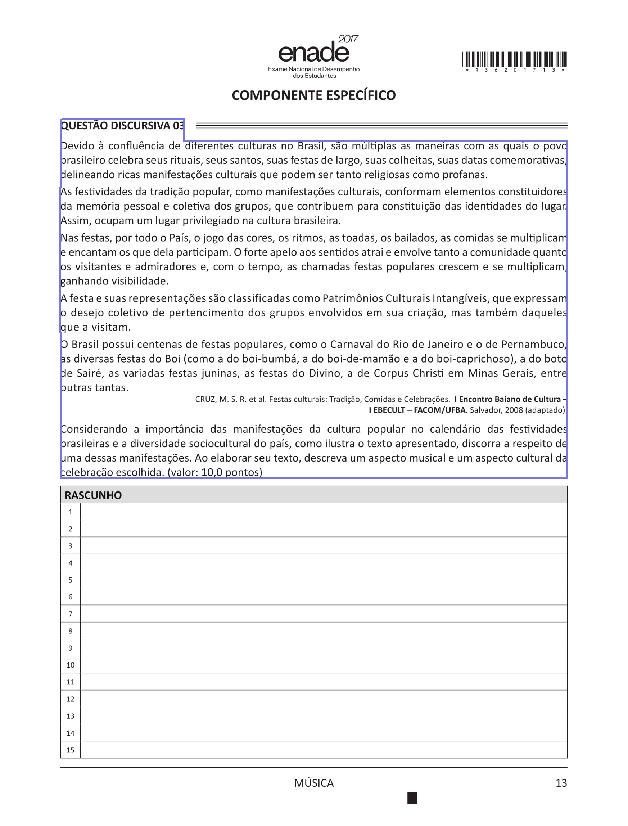 enade 2017
Exame Nacional de Desempenho
dos Estudantes
*R1362017 13*
COMPONENTE ESPECÍFICO
QUESTÃO DISCURSIVA 03
Devido à confluência de diferentes culturas no Brasil, são múltiplas as maneiras com as quais o povo
brasileiro celebra seus rituais, seus santos, suas festas de largo, suas colheitas, suas datas comemorativas,
delineando ricas manifestações culturais que podem ser tanto religiosas como profanas.
As festividades da tradição popular, como manifestações culturais, conformam elementos constituidores
da memória pessoal e coletiva dos grupos, que contribuem para constituição das identidades do lugar.
Assim, ocupam um lugar privilegiado na cultura brasileira.
Nas festas, por todo o País, o jogo das cores, os ritmos, as toadas, os bailados, as comidas se multiplicam
e encantam os que dela participam. O forte apelo aos sentidos atrai e envolve tanto a comunidade quanto
os visitantes e admiradores e, com o tempo, as chamadas festas populares crescem e se multiplicam,
ganhando visibilidade.
A festa e suas representações são classificadas como Patrimônios Culturais Intangíveis, que expressam
o desejo coletivo de pertencimento dos grupos envolvidos em sua criação, mas também daqueles
que a visitam.
O Brasil possui centenas de festas populares, como o Carnaval do Rio de Janeiro e o de Pernambuco,
as diversas festas do Boi (como a do boi-bumbá, a do boi-de-mamão e a do boi-caprichoso), a do boto
de Sairé, as variadas festas juninas, as festas do Divino, a de Corpus Christi em Minas Gerais, entre
outras tantas.
CRUZ, M. S. R. et al. Festas culturais: Tradição, Comidas e Celebrações. I Encontro Baiano de Cultura –
I EBECULT – FACOM/UFBA. Salvador, 2008 (adaptado).
Considerando a importância das manifestações da cultura popular no calendário das festividades
brasileiras e a diversidade sociocultural do país, como ilustra o texto apresentado, discorra a respeito de
uma dessas manifestações. Ao elaborar seu texto, descreva um aspecto musical e um aspecto cultural da
celebração escolhida. (valor: 10,0 pontos)
RASCUNHO
1
2
3
4
5
6
7
8
9
10
11
12
13
14
15
MÚSICA
13